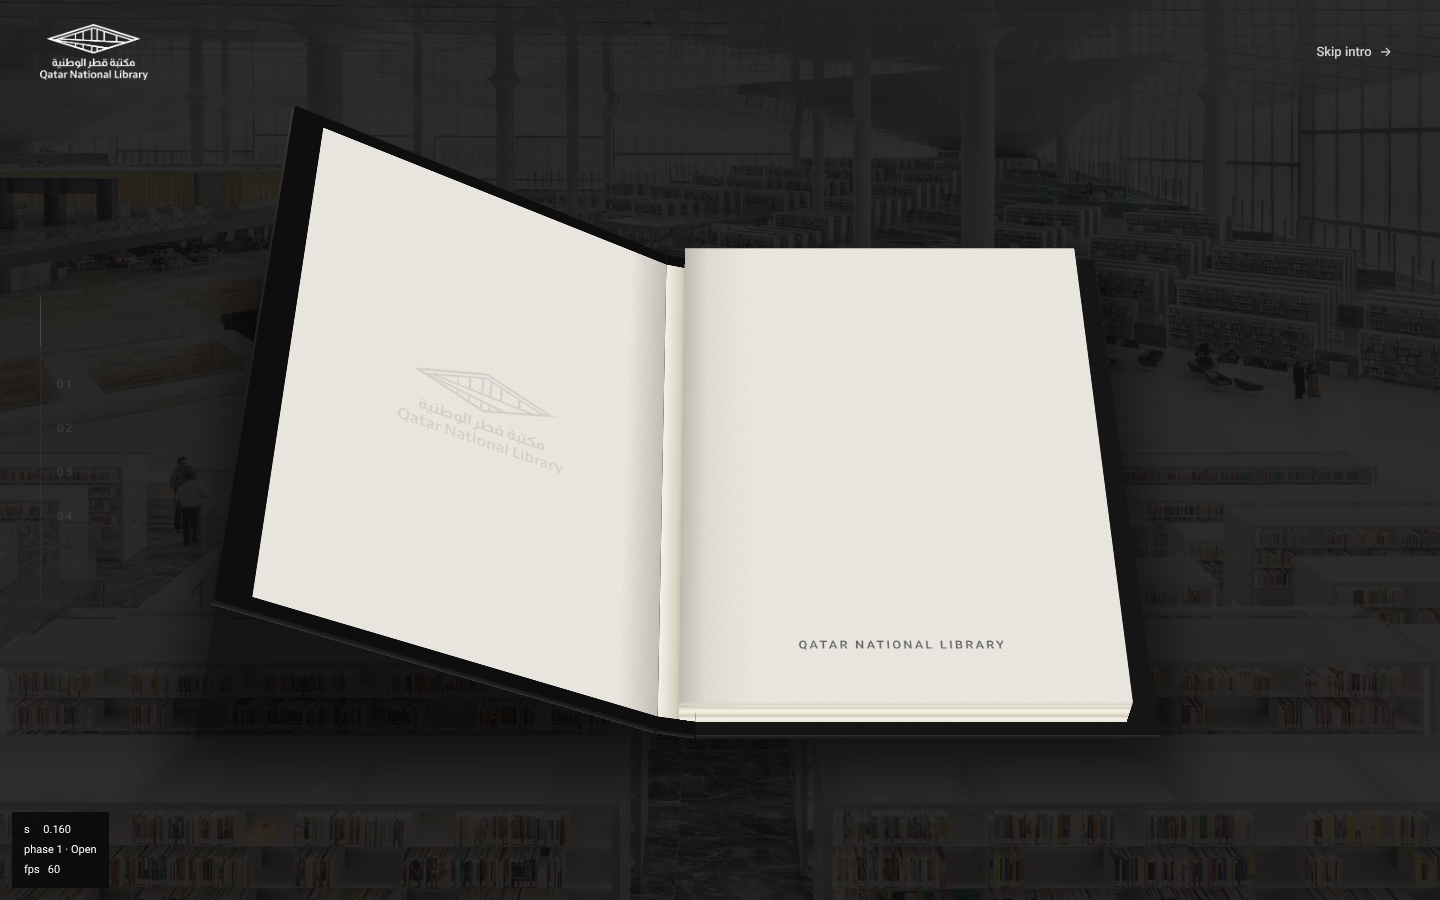 مكتبة قطر الوطنية
Qatar National Library
Skip intro →
01
02
03
04
مكتبة قطر الوطنية
Qatar National Library
QATAR NATIONAL LIBRARY
s 0.160
phase 1 · Open
fps 60